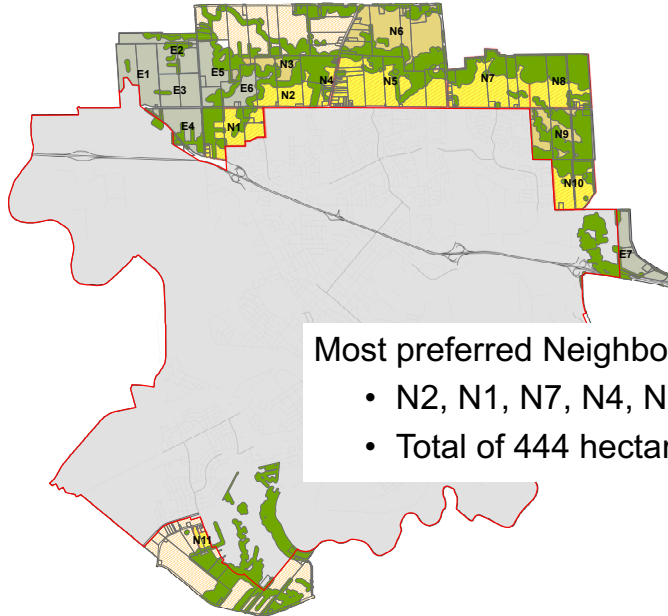 N6
E2
E1
E5
N3
N7
E3
E6
N2
N4
N5
N8
E4
N1
N9
N10
E7
Most preferred Neighbo
• N2, N1, N7, N4, N
• Total of 444 hectar
N11